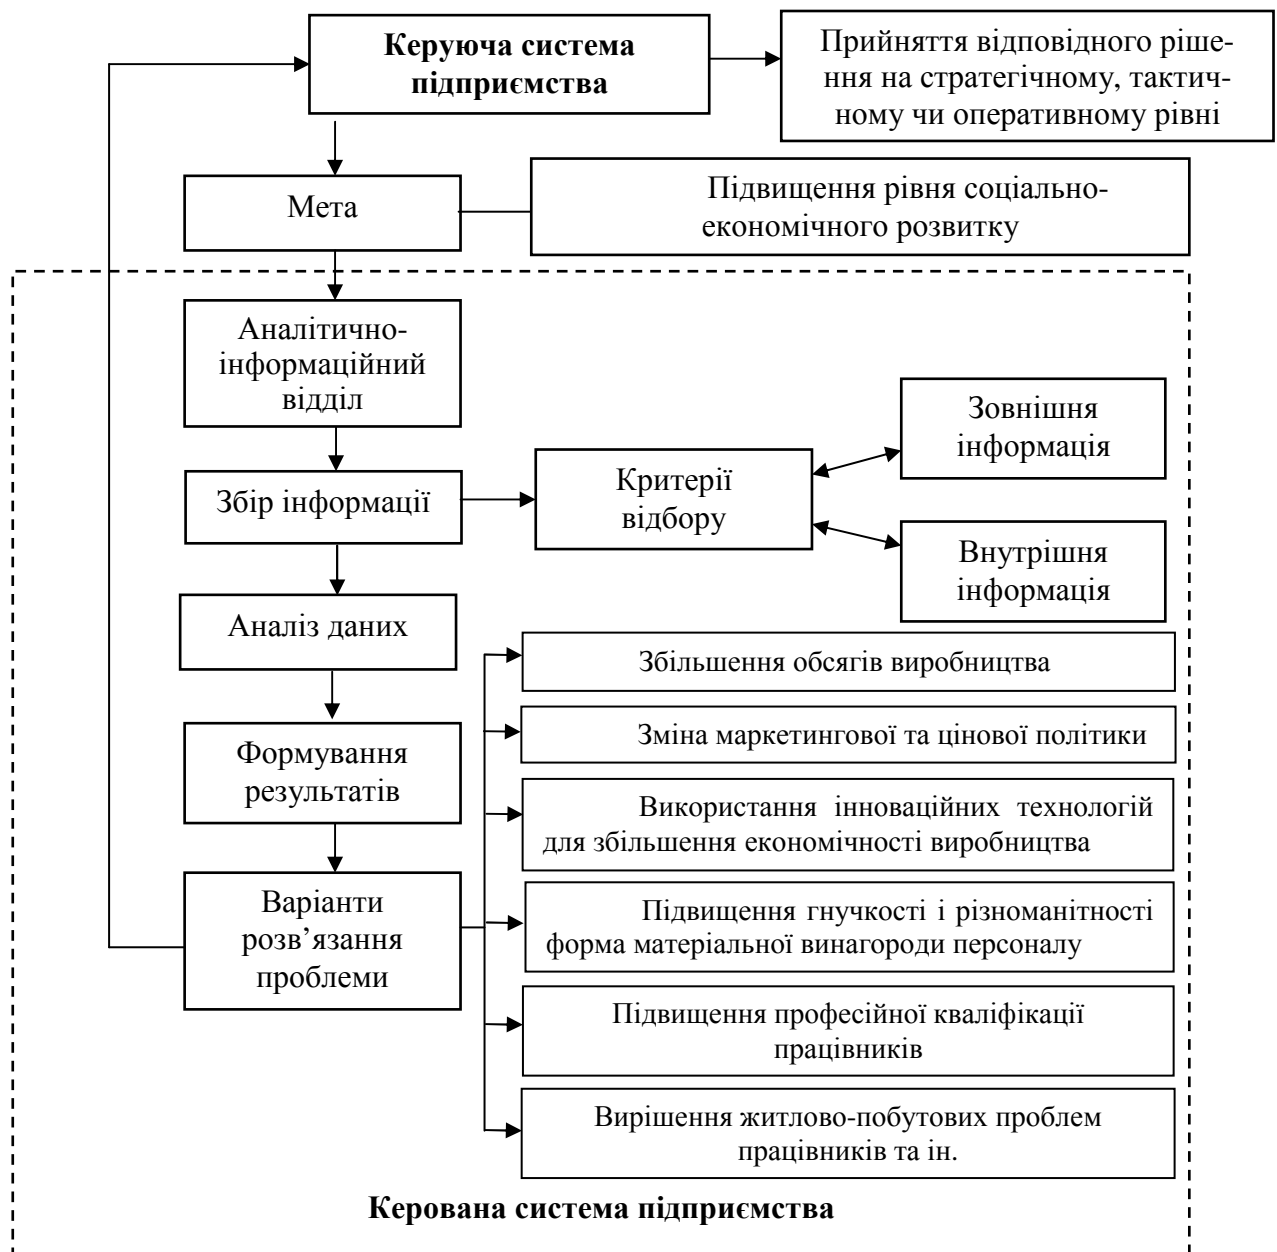 Керуюча система
підприємства
Прийняття відповідного ріше-
ння на стратегічному, тактич-
ному чи оперативному рівні
Мета
Підвищення рівня соціально-
економічного розвитку
Аналітично-
інформаційний
відділ
Збір інформації
Критерії
відбору
Зовнішня
інформація
Внутрішня
інформація
Аналіз даних
Формування
результатів
Варіанти
розв’язання
проблеми
Збільшення обсягів виробництва
Зміна маркетингової та цінової політики
Використання інноваційних технологій
для збільшення економічності виробництва
Підвищення гнучкості і різноманітності
форма матеріальної винагороди персоналу
Підвищення професійної кваліфікації
працівників
Вирішення житлово-побутових проблем
працівників та ін.
Керована система підприємства